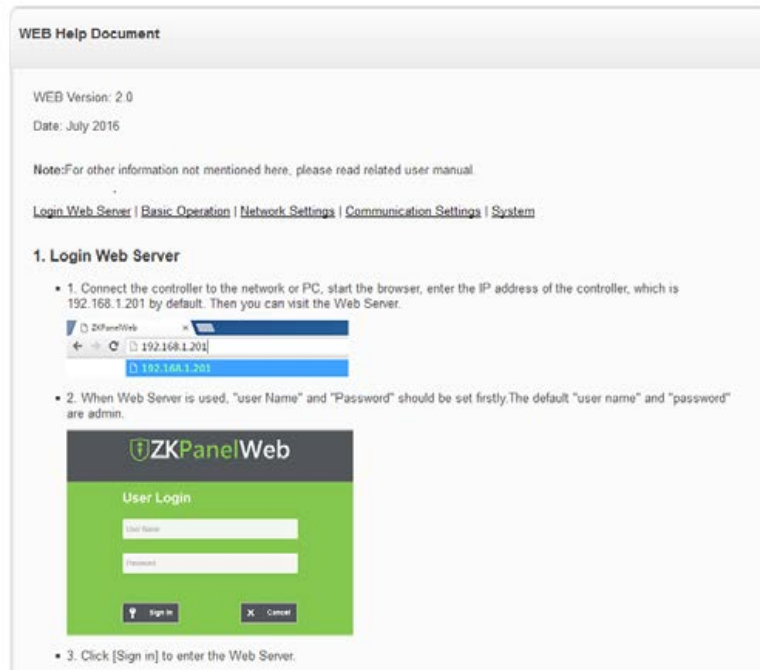 WEB Help Document
WEB Version: 2.0
Date: July 2016
Note:For other information not mentioned here, please read related user manual
Login Web Server | Basic Operation | Network Settings | Communication Settings | System
1. Login Web Server
▪ 1. Connect the controller to the network or PC, start the browser, enter the IP address of the controller, which is
192.168.1.201 by default. Then you can visit the Web Server.
ZKPanelWeb
192.168.1.201
192.168.1.201
▪ 2. When Web Server is used, "user Name" and "Password" should be set firstly.The default "user name" and "password"
are admin.
ZKPanelWeb
User Login
User Name
Password
Sign in
Cancel
▪ 3. Click [Sign in] to enter the Web Server.